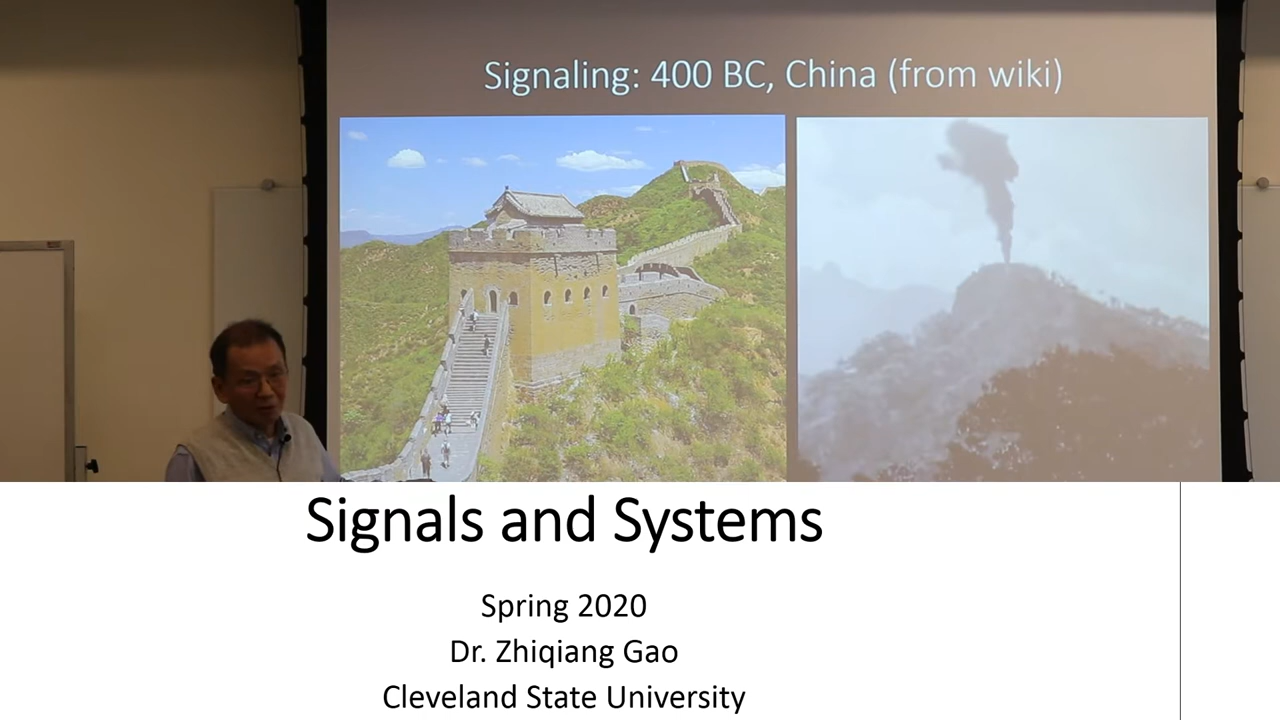 Signaling: 400 BC, China (from wiki)
Signals and Systems
Spring 2020
Dr. Zhiqiang Gao
Cleveland State University